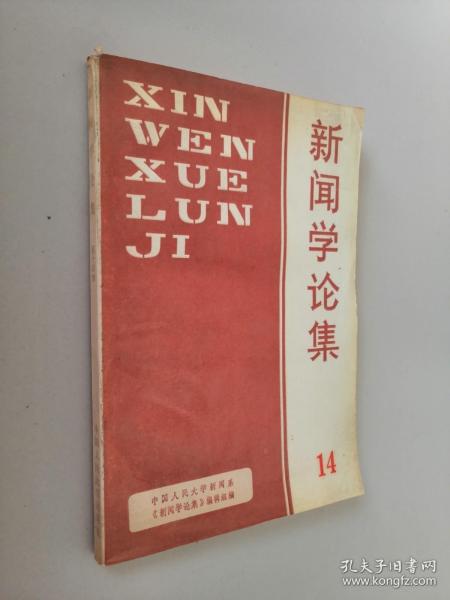 XIN
WEN
XUE
LUN
JI
新闻学论集
14
中国人民大学新闻系
《新闻学论集》编辑组编
孔夫子旧书网
www.kongfz.com